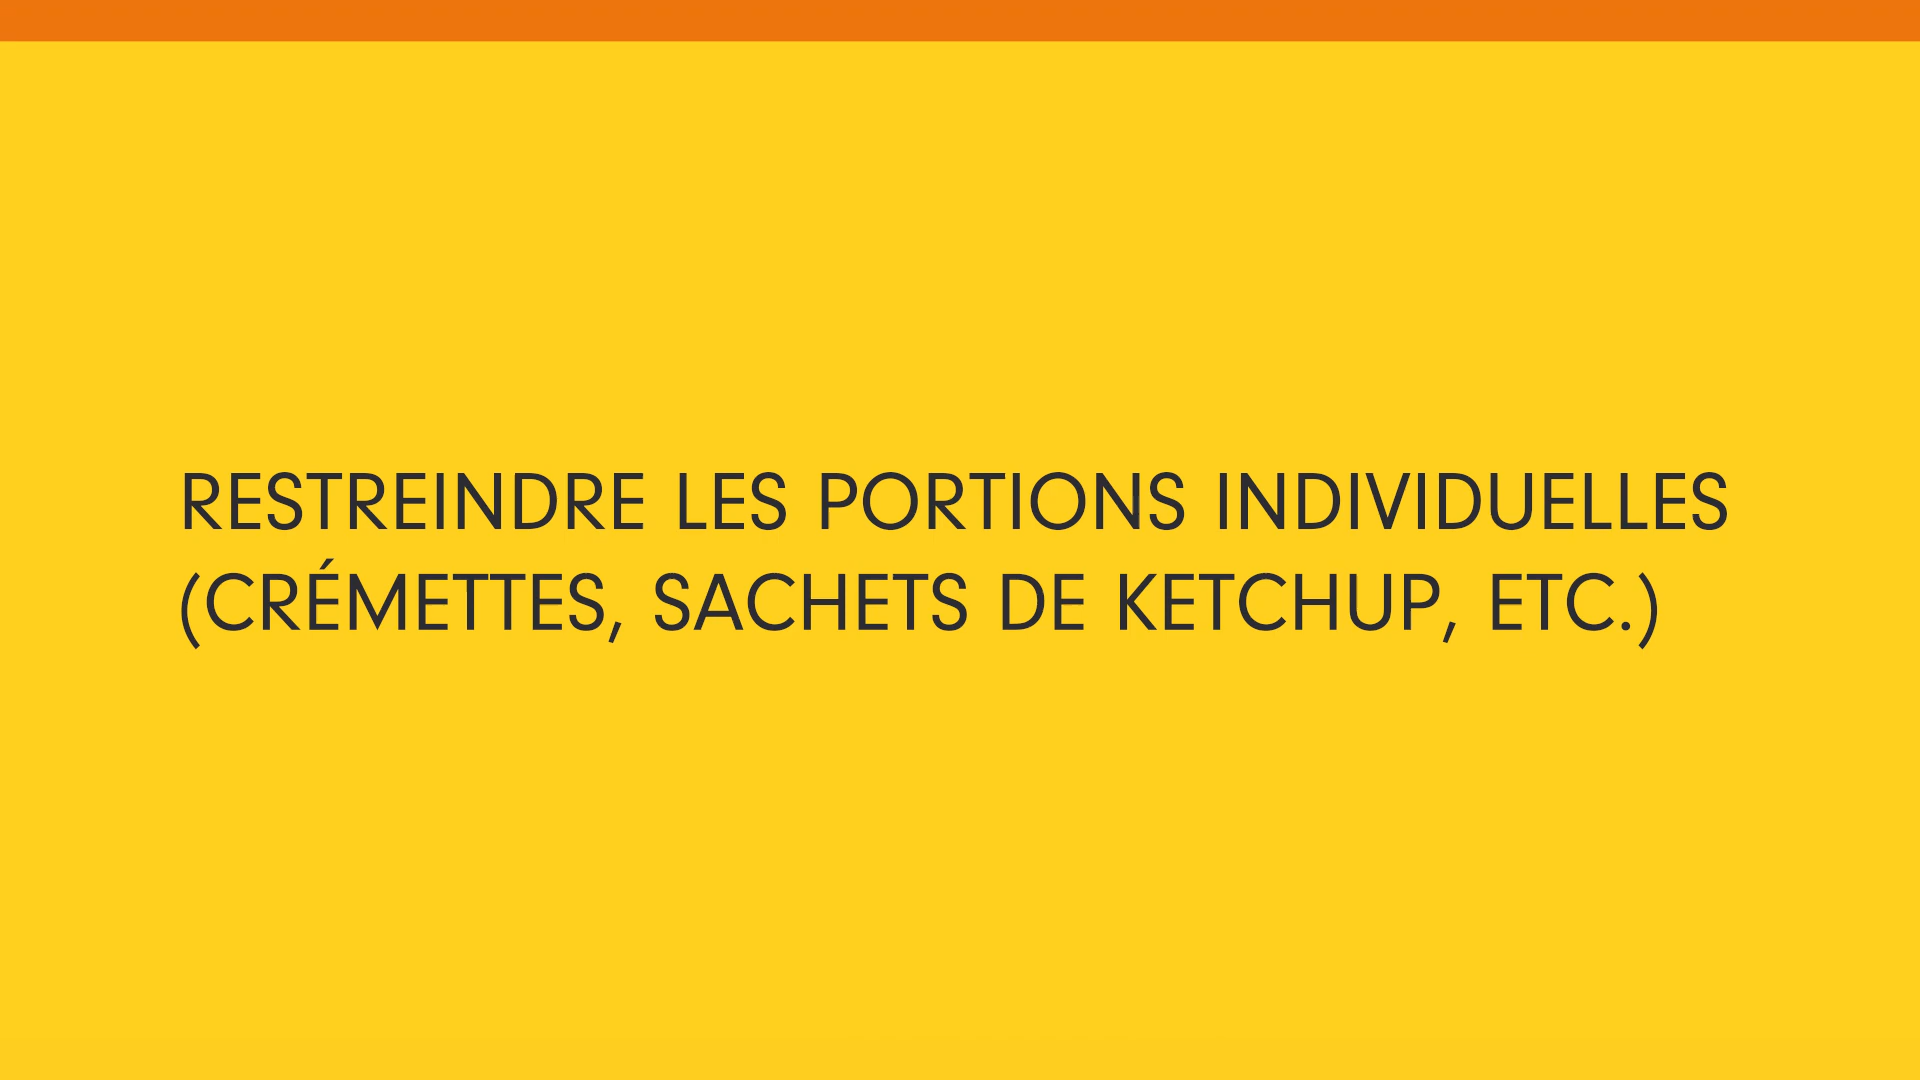 RESTREINDRE LES PORTIONS INDIVIDUELLES
(CRÉMETTES, SACHETS DE KETCHUP, ETC.)